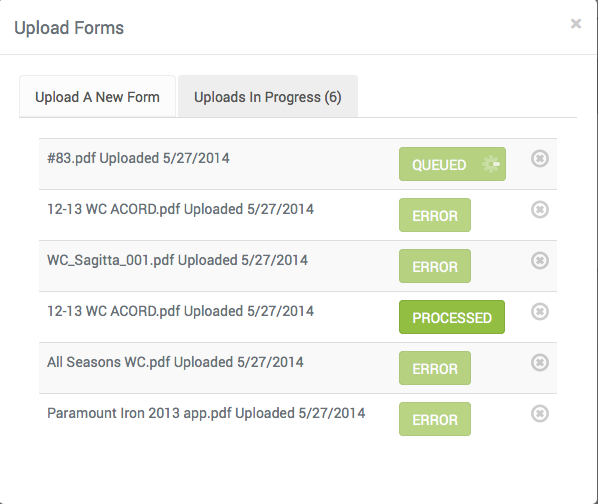 Upload Forms
Upload A New Form
Uploads In Progress (6)
#83.pdf Uploaded 5/27/2014 QUEUED
12-13 WC ACORD.pdf Uploaded 5/27/2014 ERROR
WC_Sagitta_001.pdf Uploaded 5/27/2014 ERROR
12-13 WC ACORD.pdf Uploaded 5/27/2014 PROCESSED
All Seasons WC.pdf Uploaded 5/27/2014 ERROR
Paramount Iron 2013 app.pdf Uploaded 5/27/2014 ERROR